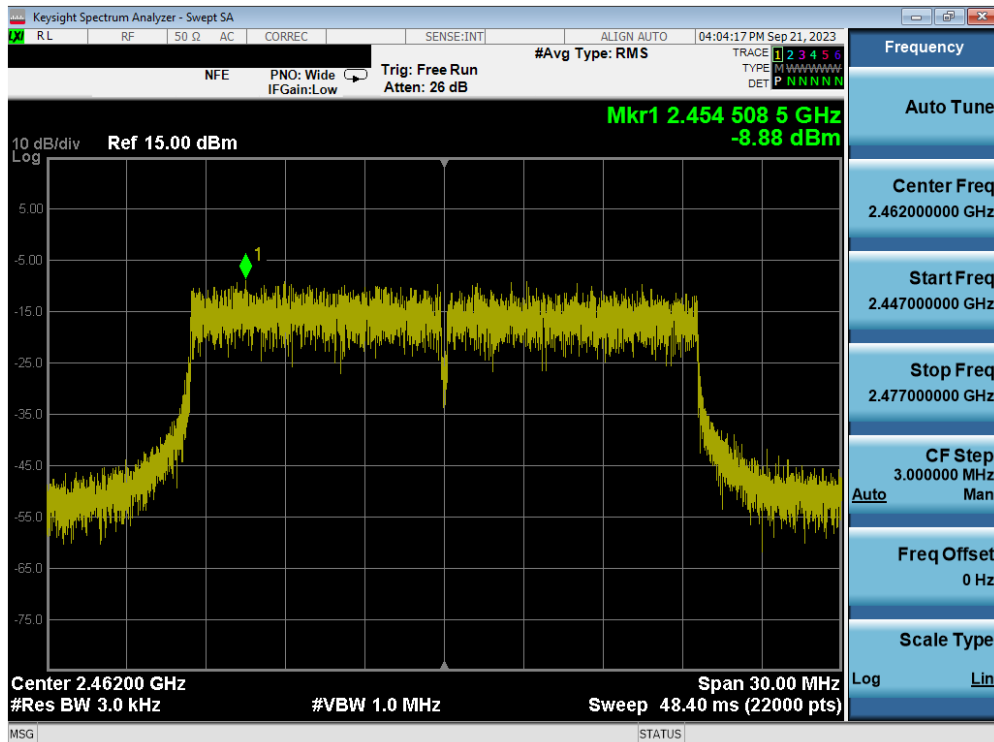 Keysight Spectrum Analyzer - Swept SA
LXI RL RF 50 Ω AC CORREC SENSE:INT ALIGN AUTO 04:04:17 PM Sep 21, 2023
NFE PNO: Wide Trig: Free Run #Avg Type: RMS TRACE 1 2 3 4 5 6
IFGain:Low Atten: 26 dB TYPE M W W W W W
DET P N N N N N
Mkr1 2.454 508 5 GHz
-8.88 dBm
10 dB/div Ref 15.00 dBm
Log
1
5.00
-5.00
-15.0
-25.0
-35.0
-45.0
-55.0
-65.0
-75.0
Center 2.46200 GHz Span 30.00 MHz
#Res BW 3.0 kHz #VBW 1.0 MHz Sweep 48.40 ms (22000 pts)
MSG STATUS
Frequency
Auto Tune
Center Freq
2.462000000 GHz
Start Freq
2.447000000 GHz
Stop Freq
2.477000000 GHz
CF Step
3.000000 MHz
Auto Man
Freq Offset
0 Hz
Scale Type
Log Lin